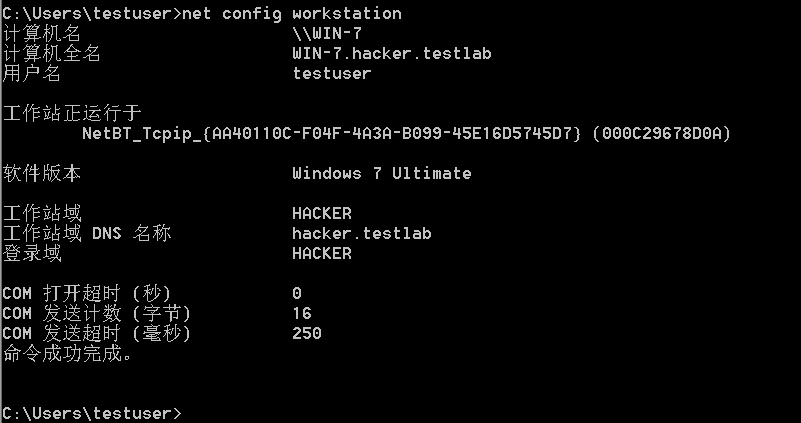 C:\Users\testuser>net config workstation
计算机名                     \\WIN-7
计算机全名                   WIN-7.hacker.testlab
用户名                       testuser
工作站正运行于
        NetBT_Tcpip_{AA40110C-F04F-4A3A-B099-45E16D5745D7} (000C29678D0A)
软件版本                     Windows 7 Ultimate
工作站域                     HACKER
工作站域 DNS 名称            hacker.testlab
登录域                       HACKER
COM 打开超时 (秒)            0
COM 发送计数 (字节)          16
COM 发送超时 (毫秒)          250
命令成功完成。
C:\Users\testuser>